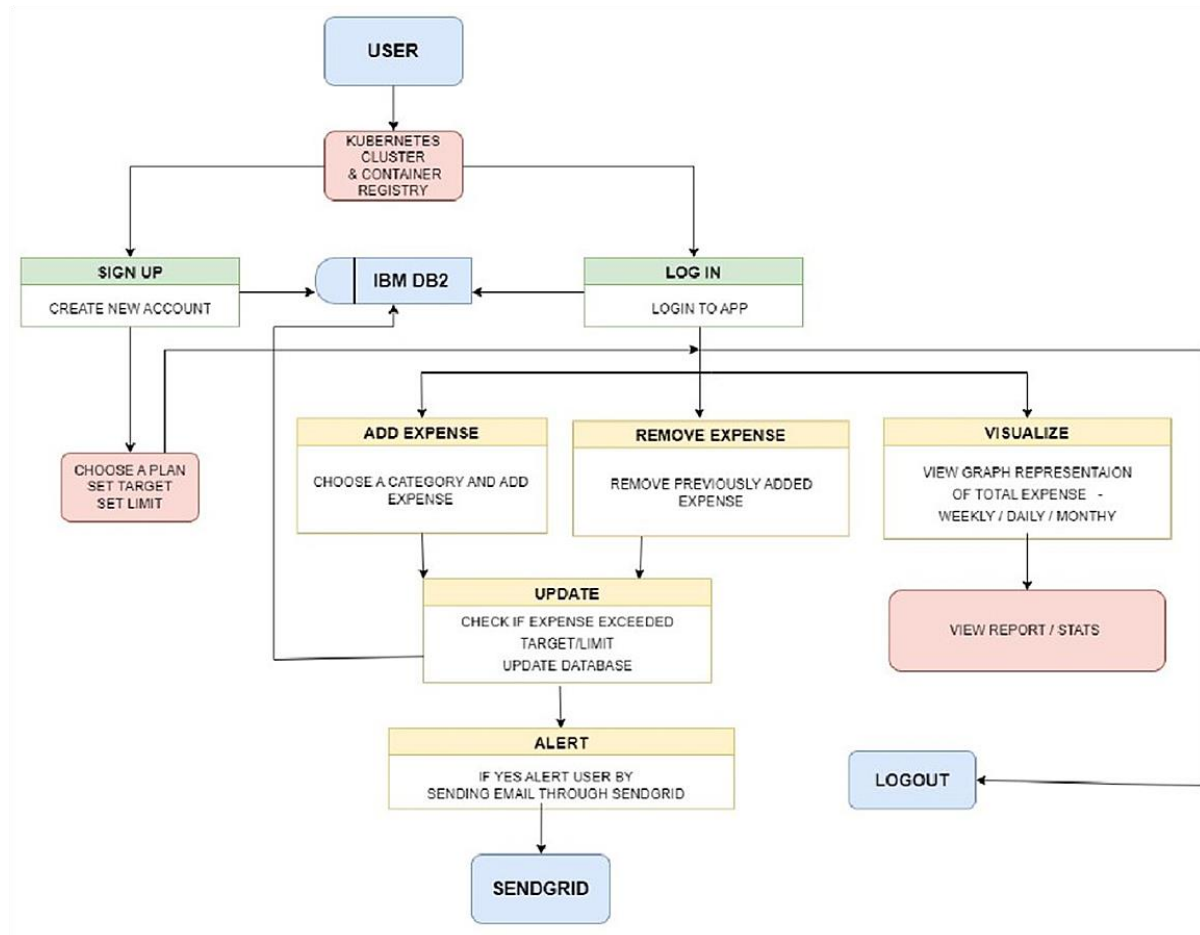 USER
KUBERNETES
CLUSTER
& CONTAINER
REGISTRY
SIGN UP
CREATE NEW ACCOUNT
IBM DB2
LOG IN
LOGIN TO APP
CHOOSE A PLAN
SET TARGET
SET LIMIT
ADD EXPENSE
CHOOSE A CATEGORY AND ADD
EXPENSE
REMOVE EXPENSE
REMOVE PREVIOUSLY ADDED
EXPENSE
VISUALIZE
VIEW GRAPH REPRESENTAION
OF TOTAL EXPENSE -
WEEKLY / DAILY / MONTHY
UPDATE
CHECK IF EXPENSE EXCEEDED
TARGET/LIMIT
UPDATE DATABASE
VIEW REPORT / STATS
ALERT
IF YES ALERT USER BY
SENDING EMAIL THROUGH SENDGRID
LOGOUT
SENDGRID